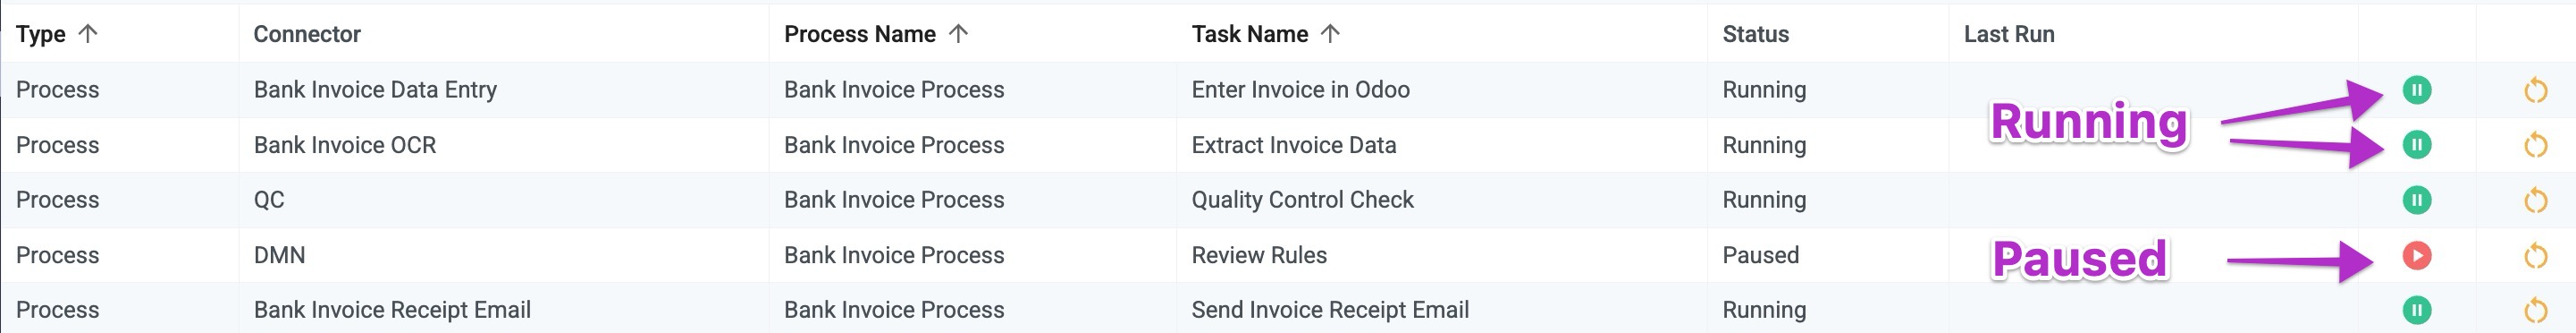 Type Connector Process Name Task Name Status Last Run
Process Bank Invoice Data Entry Bank Invoice Process Enter Invoice in Odoo Running
Running
Process Bank Invoice OCR Bank Invoice Process Extract Invoice Data Running
Process QC Bank Invoice Process Quality Control Check Running
Process DMN Bank Invoice Process Review Rules Paused Paused
Process Bank Invoice Receipt Email Bank Invoice Process Send Invoice Receipt Email Running